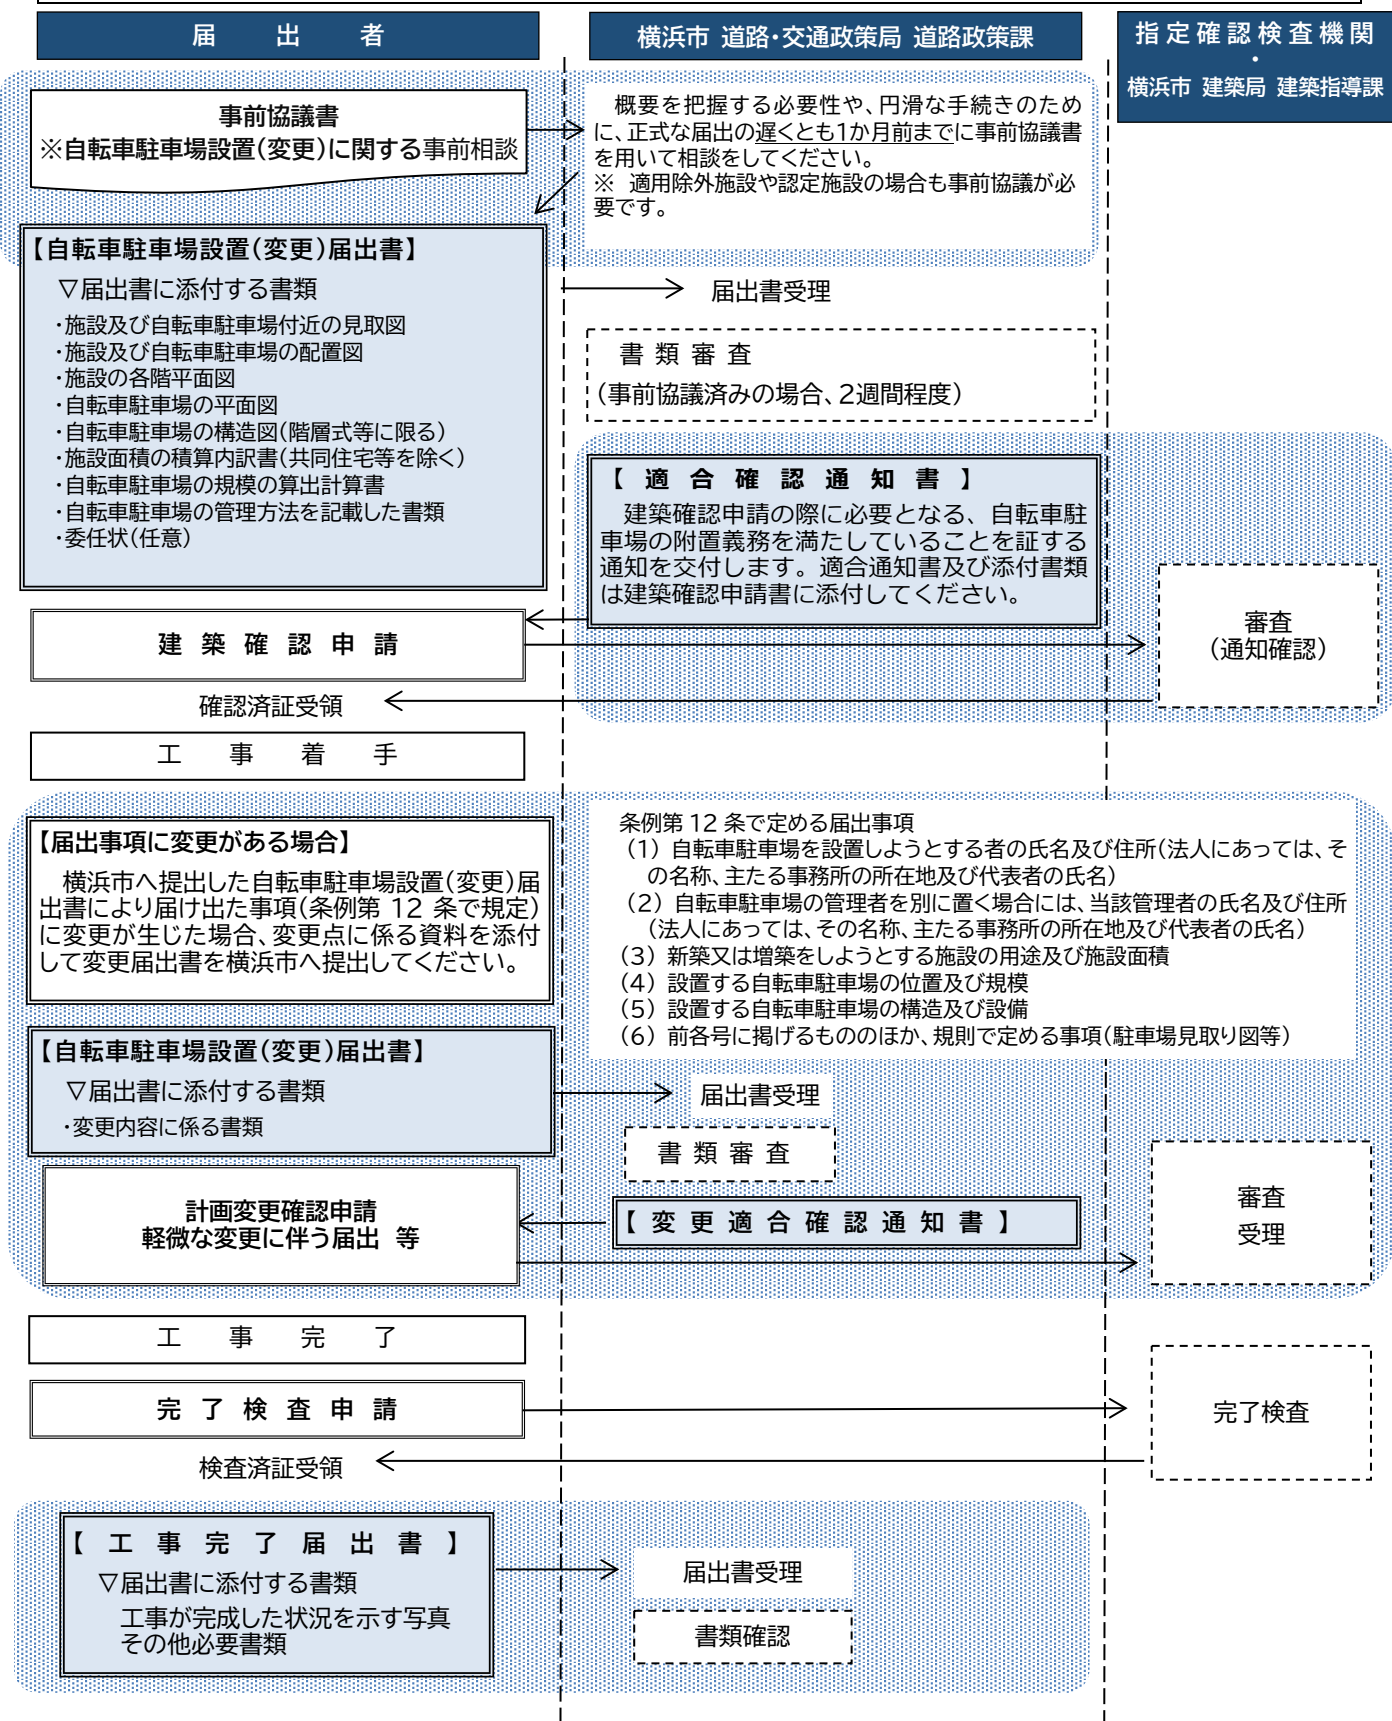 届出者
横浜市 道路・交通政策局 道路政策課
指定確認検査機関
・
横浜市 建築局 建築指導課
事前協議書
※自転車駐車場設置(変更)に関する事前相談
概要を把握する必要性や、円滑な手続きのため
に、正式な届出の遅くとも1か月前までに事前協議書
を用いて相談をしてください。
※ 適用除外施設や認定施設の場合も事前協議が必
要です。
【自転車駐車場設置(変更)届出書】
▽届出書に添付する書類
・施設及び自転車駐車場付近の見取図
・施設及び自転車駐車場の配置図
・施設の各階平面図
・自転車駐車場の平面図
・自転車駐車場の構造図(階層式等に限る)
・施設面積の積算内訳書(共同住宅等を除く)
・自転車駐車場の規模の算出計算書
・自転車駐車場の管理方法を記載した書類
・委任状(任意)
届出書受理
書類審査
(事前協議済みの場合、2週間程度)
【適合確認通知書】
建築確認申請の際に必要となる、自転車駐
車場の附置義務を満たしていることを証する
通知を交付します。適合通知書及び添付書類
は建築確認申請書に添付してください。
建築確認申請
審査
(通知確認)
確認済証受領
工事着手
【届出事項に変更がある場合】
横浜市へ提出した自転車駐車場設置(変更)届
出書により届け出た事項(条例第 12 条で規定)
に変更が生じた場合、変更点に係る資料を添付
して変更届出書を横浜市へ提出してください。
条例第 12 条で定める届出事項
(1) 自転車駐車場を設置しようとする者の氏名及び住所(法人にあっては、そ
の名称、主たる事務所の所在地及び代表者の氏名)
(2) 自転車駐車場の管理者を別に置く場合には、当該管理者の氏名及び住所
(法人にあっては、その名称、主たる事務所の所在地及び代表者の氏名)
(3) 新築又は増築をしようとする施設の用途及び施設面積
(4) 設置する自転車駐車場の位置及び規模
(5) 設置する自転車駐車場の構造及び設備
(6) 前各号に掲げるもののほか、規則で定める事項(駐車場見取り図等)
【自転車駐車場設置(変更)届出書】
▽届出書に添付する書類
・変更内容に係る書類
届出書受理
書類審査
【変更適合確認通知書】
計画変更確認申請
軽微な変更に伴う届出 等
審査
受理
工事完了
完了検査申請
完了検査
検査済証受領
【工事完了届出書】
▽届出書に添付する書類
工事が完成した状況を示す写真
その他必要書類
届出書受理
書類確認